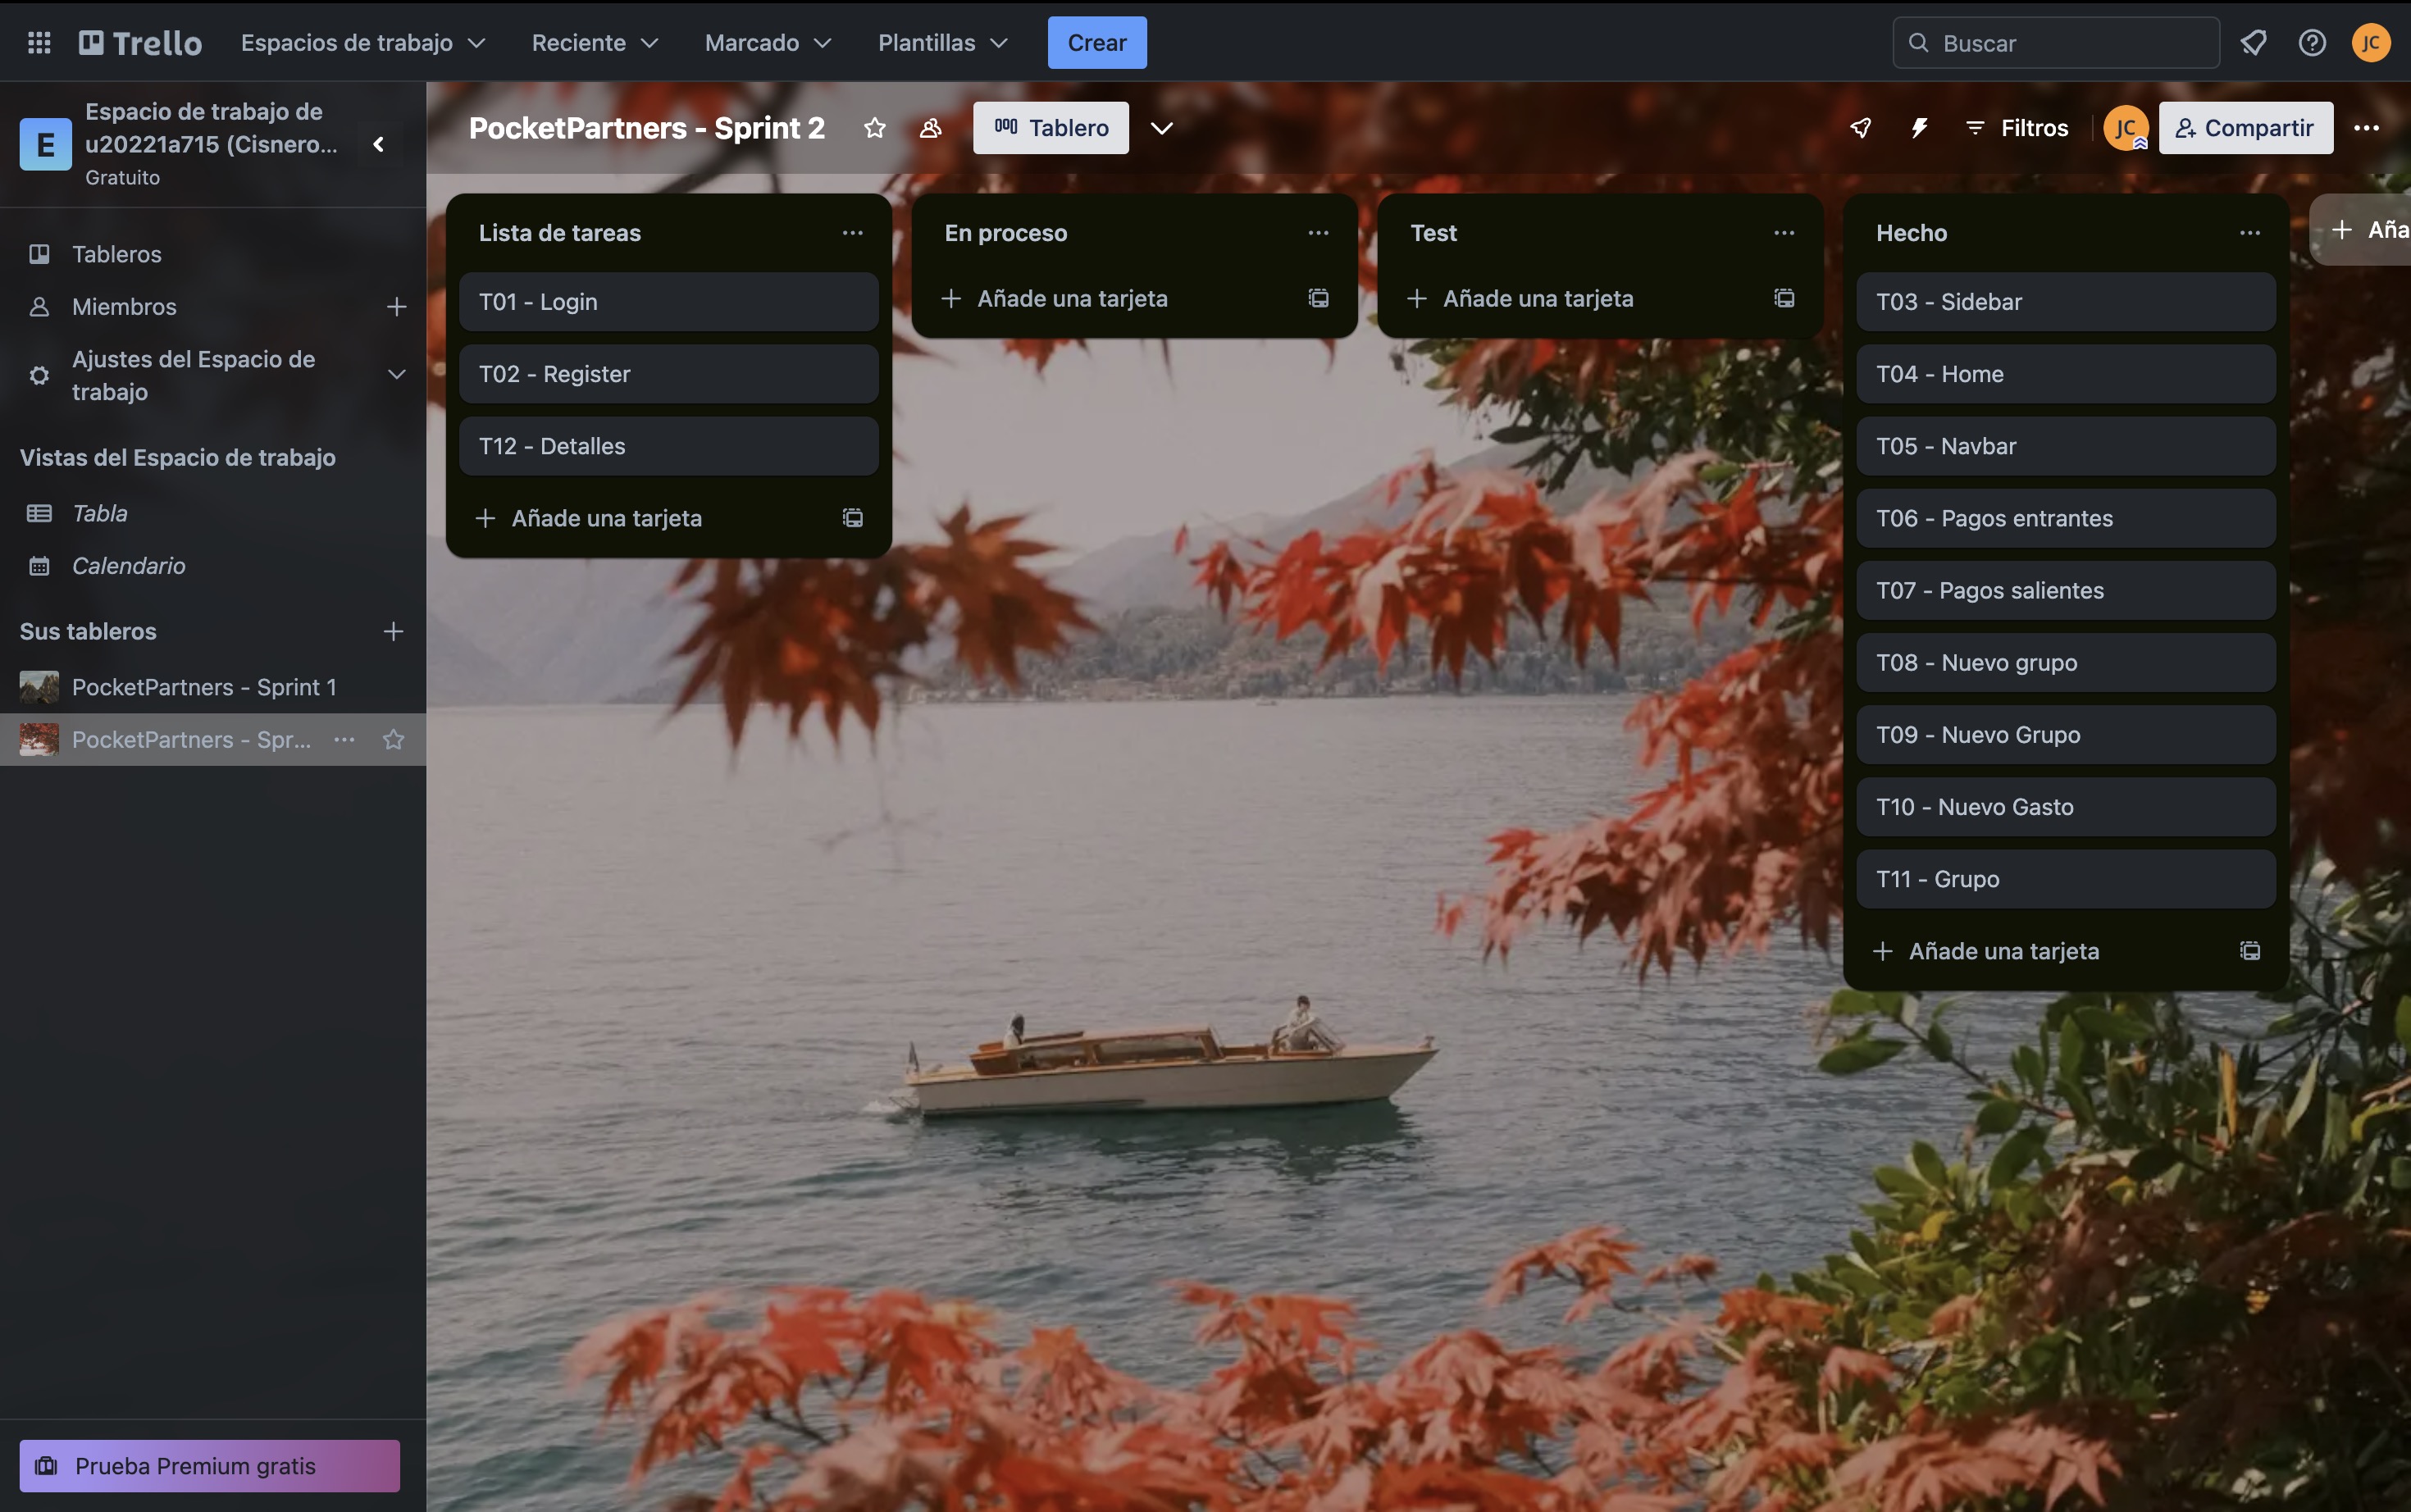 Trello
Espacios de trabajo
Reciente
Marcado
Plantillas
Crear
Buscar
JC
E
Espacio de trabajo de
u20221a715 (Cisnero...
Gratuito
Tableros
Miembros
Ajustes del Espacio de
trabajo
Vistas del Espacio de trabajo
Tabla
Calendario
Sus tableros
PocketPartners - Sprint 1
PocketPartners - Spr...
Prueba Premium gratis
PocketPartners - Sprint 2
Tablero
Filtros
JC
Compartir
Lista de tareas
T01 - Login
T02 - Register
T12 - Detalles
Añade una tarjeta
En proceso
Añade una tarjeta
Test
Añade una tarjeta
Hecho
T03 - Sidebar
T04 - Home
T05 - Navbar
T06 - Pagos entrantes
T07 - Pagos salientes
T08 - Nuevo grupo
T09 - Nuevo Grupo
T10 - Nuevo Gasto
T11 - Grupo
Añade una tarjeta
Aña